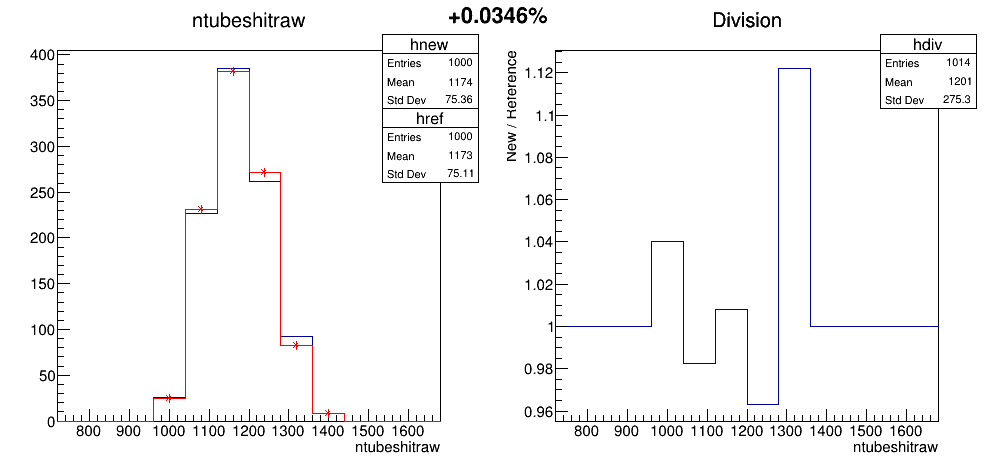 +0.0346%
ntubeshitraw
hnew
Entries 1000
Mean 1174
Std Dev 75.36
href
Entries 1000
Mean 1173
Std Dev 75.11
400
350
300
250
200
150
100
50
0
800 900 1000 1100 1200 1300 1400 1500 1600
ntubeshitraw
Division
hdiv
Entries 1014
Mean 1201
Std Dev 275.3
New / Reference
1.12
1.1
1.08
1.06
1.04
1.02
1
0.98
0.96
800 900 1000 1100 1200 1300 1400 1500 1600
ntubeshitraw